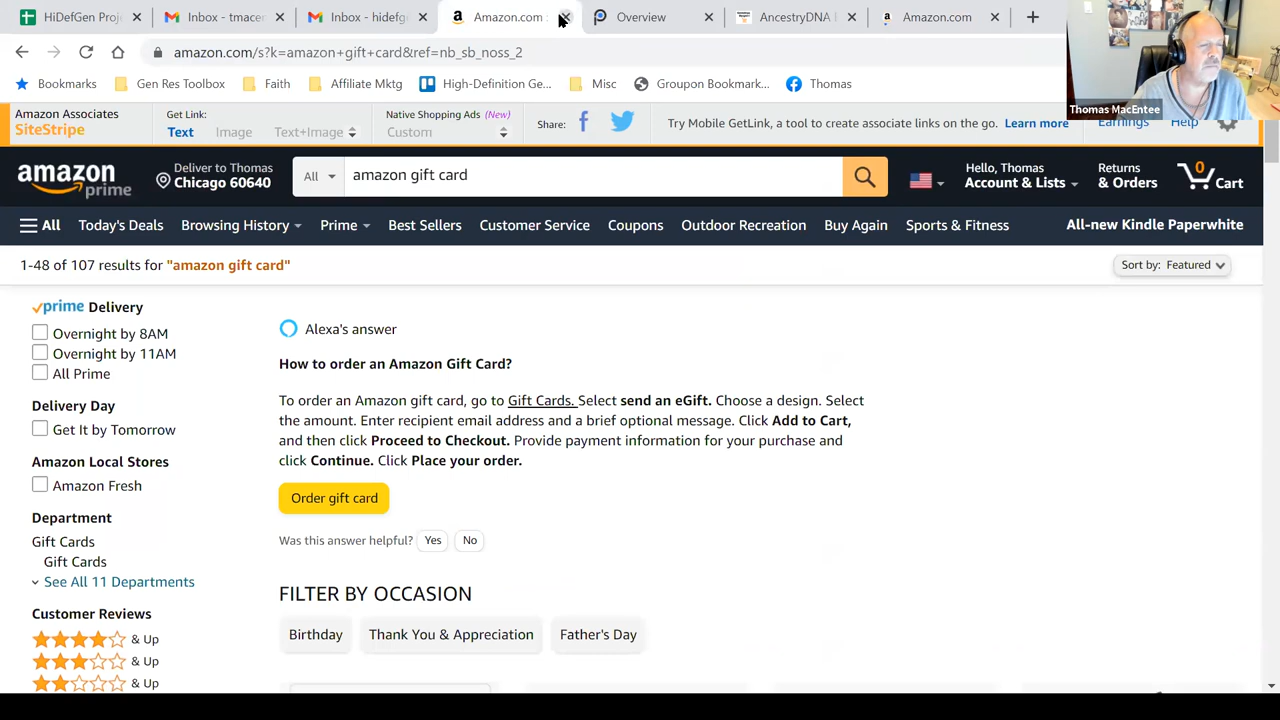 HiDefGen Proj
Inbox - tmacen
Inbox - hidefg
Amazon.com
Overview
AncestryDNA
Amazon.com
amazon.com/s?k=amazon+gift+card&ref=nb_sb_noss_2
Bookmarks
Gen Res Toolbox
Faith
Affiliate Mktg
High-Definition Ge...
Misc
Groupon Bookmark...
Thomas
Thomas MacEntee
Amazon Associates
SiteStripe
Get Link:
Text
Image
Text+Image
Native Shopping Ads (New)
Custom
Share:
Try Mobile GetLink, a tool to create associate links on the go. Learn more
Earnings
Help
amazon
prime
Deliver to Thomas
Chicago 60640
All
amazon gift card
Hello, Thomas
Account & Lists
Returns
& Orders
0
Cart
All
Today's Deals
Browsing History
Prime
Best Sellers
Customer Service
Coupons
Outdoor Recreation
Buy Again
Sports & Fitness
All-new Kindle Paperwhite
1-48 of 107 results for "amazon gift card"
Sort by: Featured
prime Delivery
Overnight by 8AM
Overnight by 11AM
All Prime
Delivery Day
Get It by Tomorrow
Amazon Local Stores
Amazon Fresh
Department
Gift Cards
Gift Cards
See All 11 Departments
Customer Reviews
& Up
& Up
& Up
Alexa's answer
How to order an Amazon Gift Card?
To order an Amazon gift card, go to Gift Cards. Select send an eGift. Choose a design. Select
the amount. Enter recipient email address and a brief optional message. Click Add to Cart,
and then click Proceed to Checkout. Provide payment information for your purchase and
click Continue. Click Place your order.
Order gift card
Was this answer helpful?
Yes
No
FILTER BY OCCASION
Birthday
Thank You & Appreciation
Father's Day